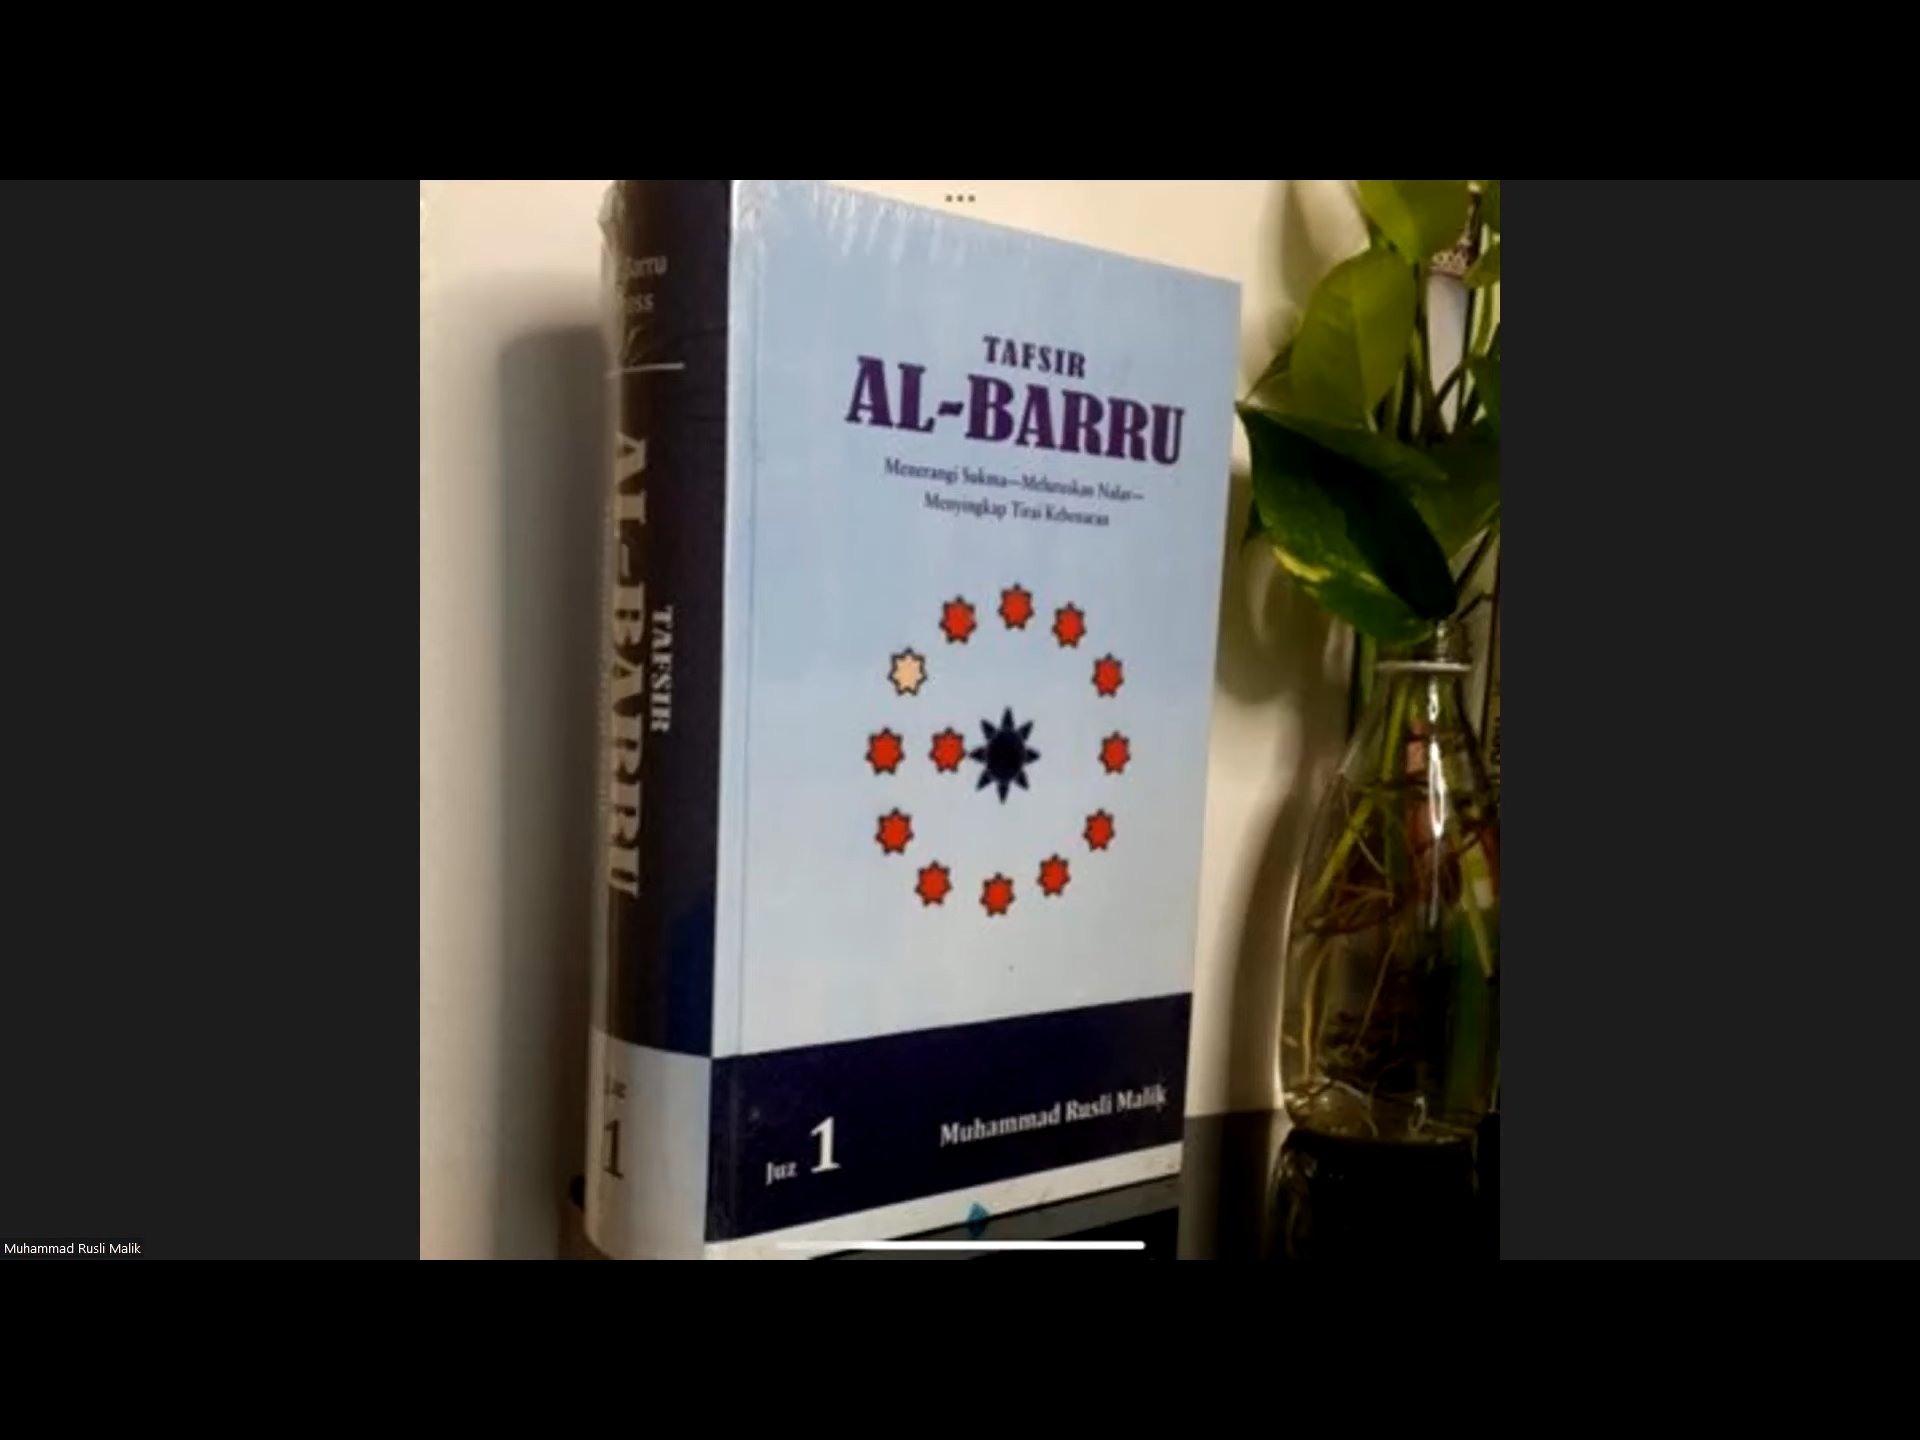 TAFSIR
AL-BARRU
Menerangi Sukma—Meluruskan Nalar—
Menyingkap Tirai Kebenaran
Juz 1
Muhammad Rusli Malik
TAFSIR
AL-BARRU
1
Muhammad Rusli Malik